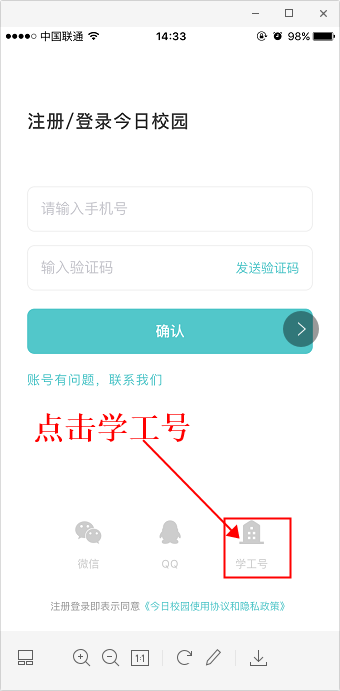 中国联通 14:33 98%
注册/登录今日校园
请输入手机号
输入验证码 发送验证码
确认
账号有问题，联系我们
点击学工号
微信 QQ 学工号
注册登录即表示同意《今日校园使用协议和隐私政策》
1:1